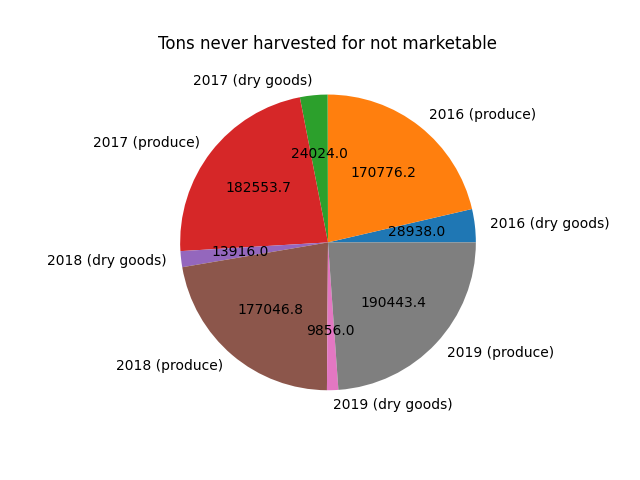 Tons never harvested for not marketable
2017 (dry goods)
2016 (produce)
2017 (produce)
24024.0
170776.2
182553.7
2016 (dry goods)
28938.0
13916.0
2018 (dry goods)
190443.4
177046.8
9856.0
2019 (produce)
2018 (produce)
2019 (dry goods)